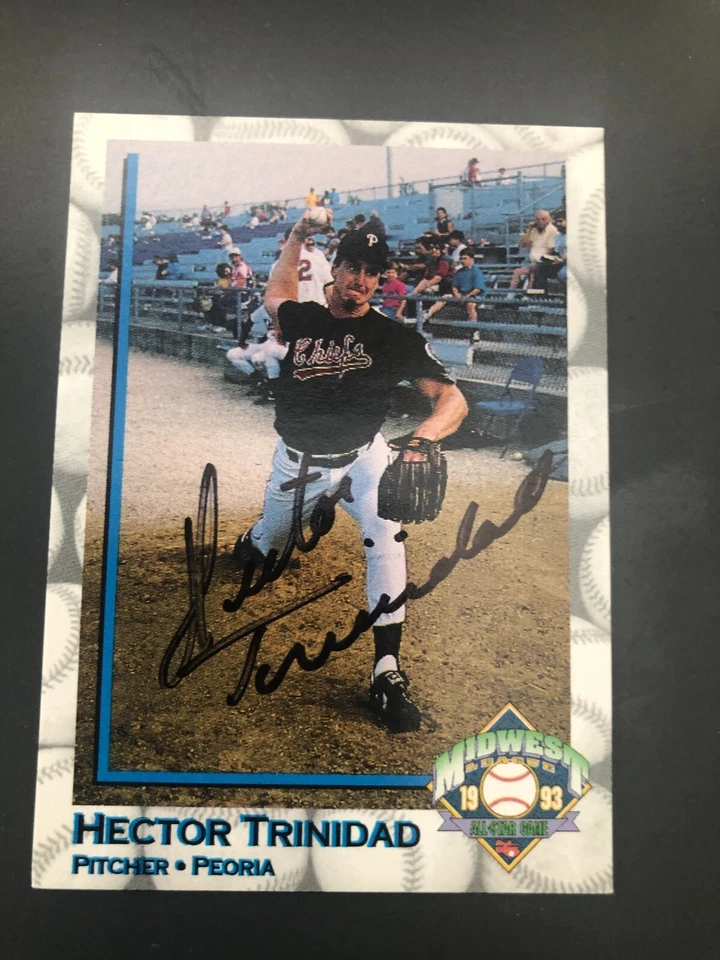 2
P
Chiefs
Hector
Trinidad
MIDWEST
LEAGUE
19 93
ALL-STAR GAME
HECTOR TRINIDAD
PITCHER • PEORIA